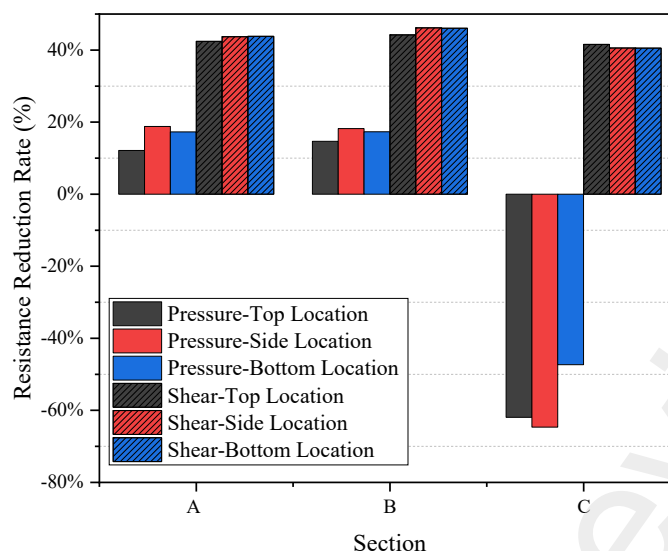 40%
20%
0%
-20%
-40%
-60%
-80%
Resistance Reduction Rate (%)
Pressure-Top Location
Pressure-Side Location
Pressure-Bottom Location
Shear-Top Location
Shear-Side Location
Shear-Bottom Location
A B C
Section